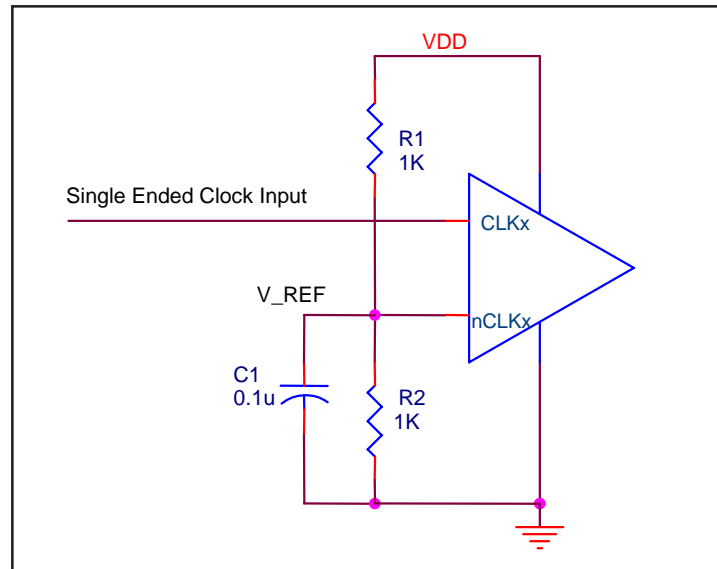 VDD
R1
1K
Single Ended Clock Input
CLKx
V_REF
nCLKx
C1
0.1u
R2
1K